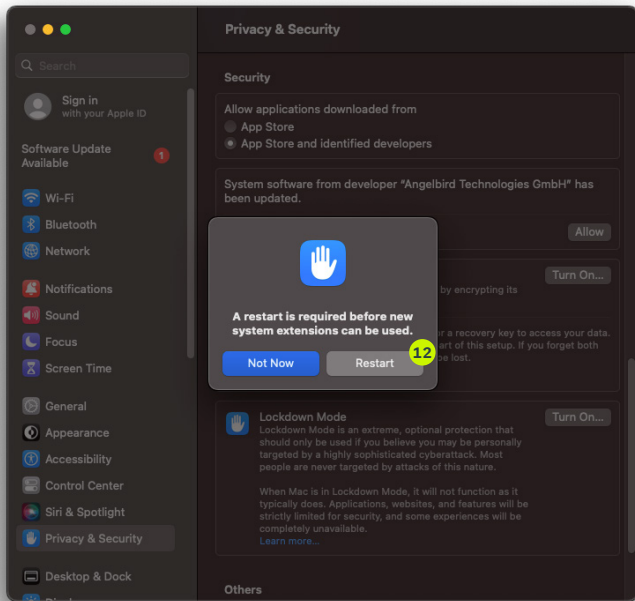 Privacy & Security
Search
Sign in
with your Apple ID
Software Update
Available
1
Wi-Fi
Bluetooth
Network
Notifications
Sound
Focus
Screen Time
General
Appearance
Accessibility
Control Center
Siri & Spotlight
Privacy & Security
Desktop & Dock
Security
Allow applications downloaded from
App Store
App Store and identified developers
System software from developer "Angelbird Technologies GmbH" has
been updated.
Allow
Turn On...
by encrypting its
or a recovery key to access your data.
art of this setup. If you forget both
be lost.
A restart is required before new
system extensions can be used.
Not Now
Restart
12
Lockdown Mode
Turn On...
Lockdown Mode is an extreme, optional protection that
should only be used if you believe you may be personally
targeted by a highly sophisticated cyberattack. Most
people are never targeted by attacks of this nature.
When Mac is in Lockdown Mode, it will not function as it
typically does. Applications, websites, and features will be
strictly limited for security, and some experiences will be
completely unavailable.
Learn more...
Others